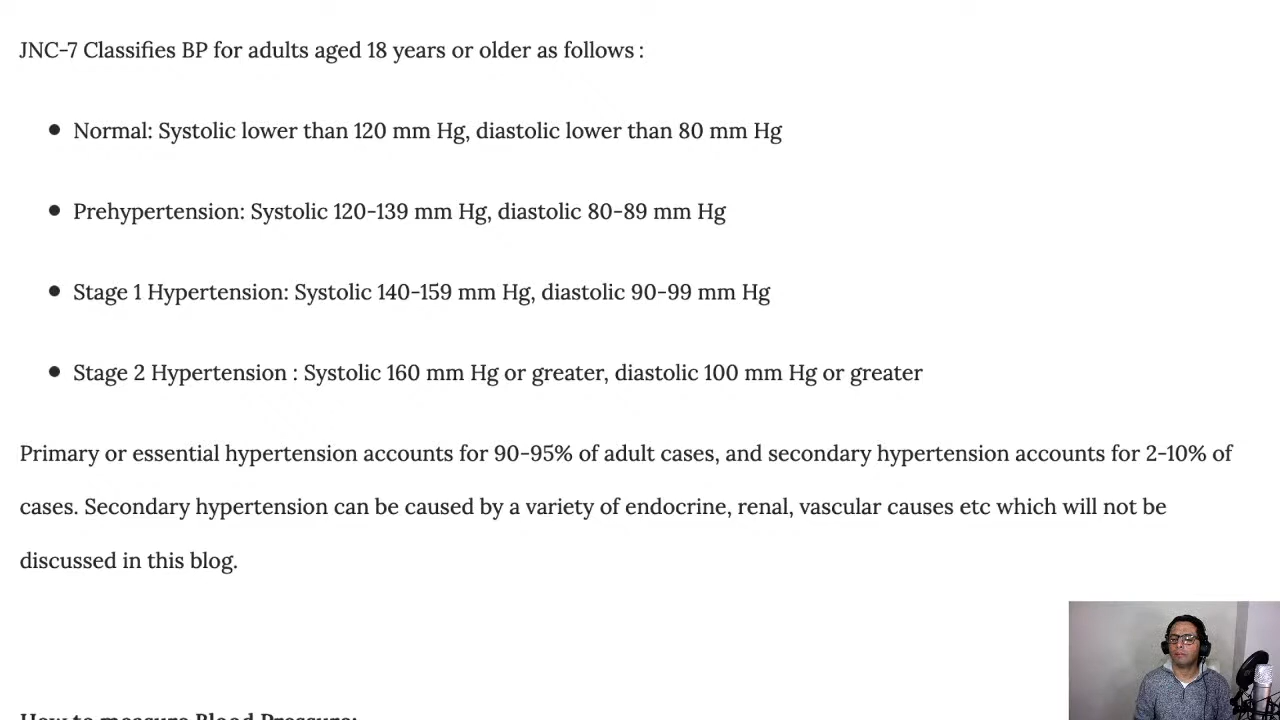 JNC-7 Classifies BP for adults aged 18 years or older as follows :
Normal: Systolic lower than 120 mm Hg, diastolic lower than 80 mm Hg
Prehypertension: Systolic 120-139 mm Hg, diastolic 80-89 mm Hg
Stage 1 Hypertension: Systolic 140-159 mm Hg, diastolic 90-99 mm Hg
Stage 2 Hypertension : Systolic 160 mm Hg or greater, diastolic 100 mm Hg or greater
Primary or essential hypertension accounts for 90-95% of adult cases, and secondary hypertension accounts for 2-10% of
cases. Secondary hypertension can be caused by a variety of endocrine, renal, vascular causes etc which will not be
discussed in this blog.
How to measure Blood Pressure: